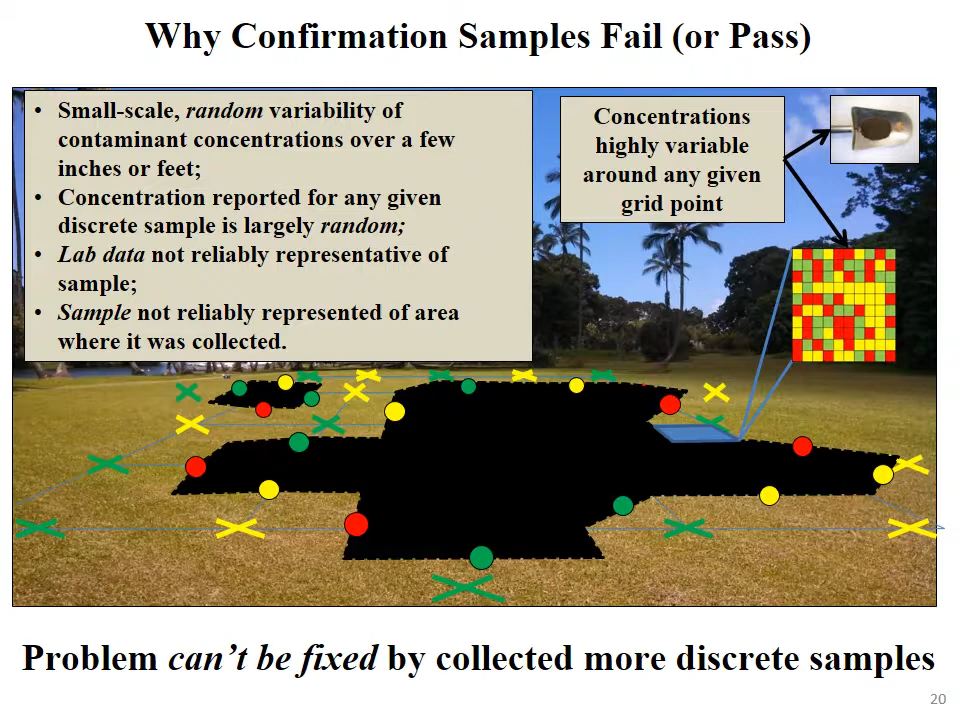 Why Confirmation Samples Fail (or Pass)
• Small-scale, random variability of
contaminant concentrations over a few
inches or feet;
• Concentration reported for any given
discrete sample is largely random;
• Lab data not reliably representative of
sample;
• Sample not reliably represented of area
where it was collected.
Concentrations
highly variable
around any given
grid point
Problem can’t be fixed by collected more discrete samples
20